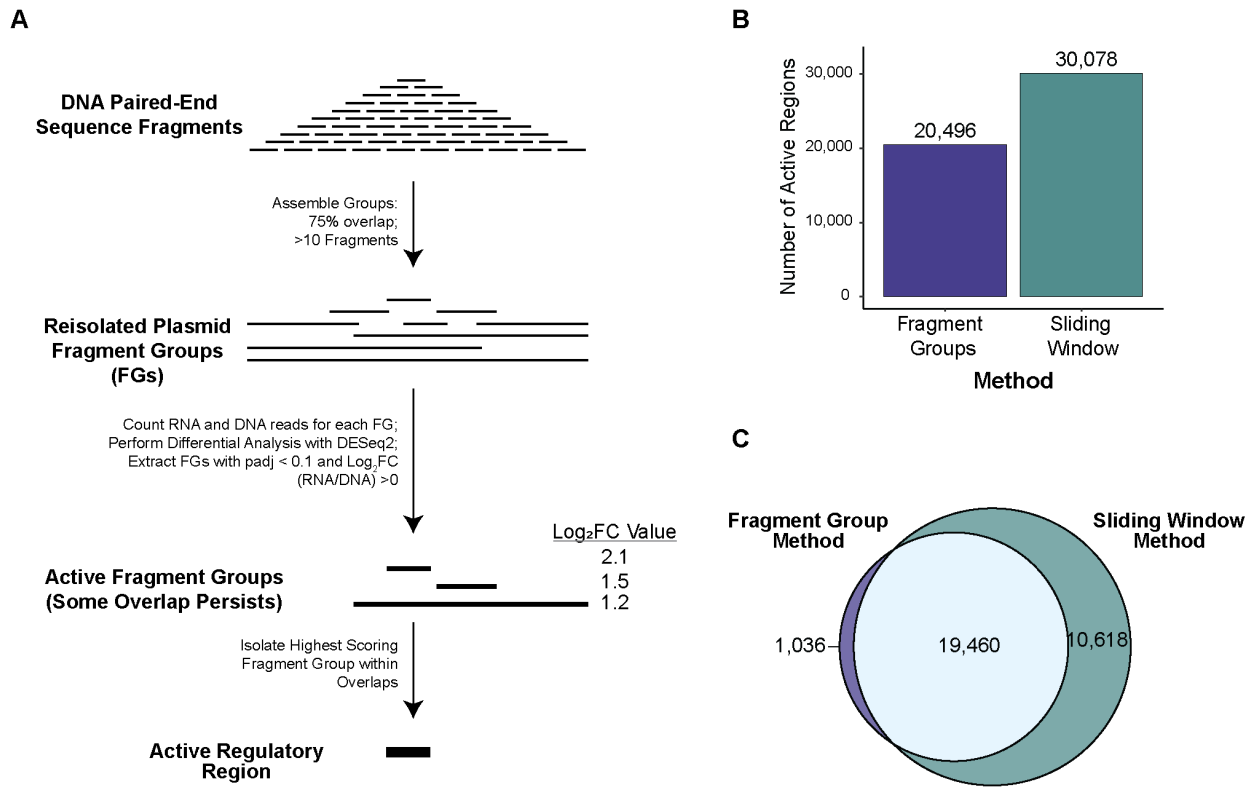 A
DNA Paired-End
Sequence Fragments
Assemble Groups:
75% overlap;
>10 Fragments
Reisolated Plasmid
Fragment Groups
(FGs)
Count RNA and DNA reads for each FG;
Perform Differential Analysis with DESeq2;
Extract FGs with padj < 0.1 and Log₂FC
(RNA/DNA) >0
Log₂FC Value
2.1
1.5
1.2
Active Fragment Groups
(Some Overlap Persists)
Isolate Highest Scoring
Fragment Group within
Overlaps
Active Regulatory
Region
B
Number of Active Regions
30,000
20,000
10,000
0
20,496
30,078
Fragment
Groups
Sliding
Window
Method
C
Fragment Group
Method
Sliding Window
Method
1,036
19,460
10,618